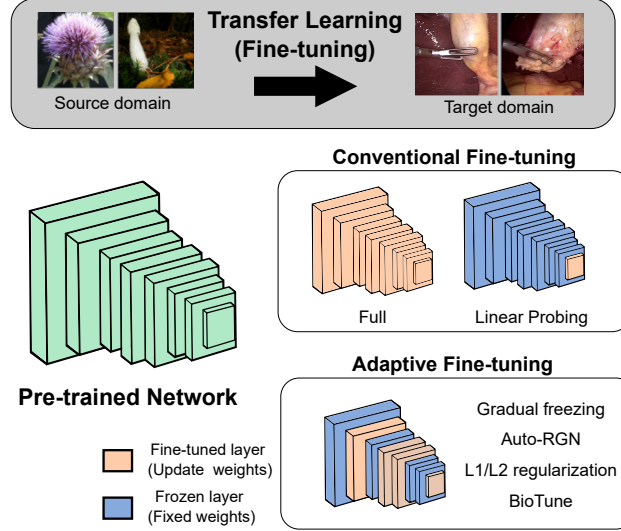 Transfer Learning
(Fine-tuning)
Source domain
Target domain
Conventional Fine-tuning
Full
Linear Probing
Pre-trained Network
Adaptive Fine-tuning
Gradual freezing
Auto-RGN
L1/L2 regularization
BioTune
Fine-tuned layer
(Update weights)
Frozen layer
(Fixed weights)